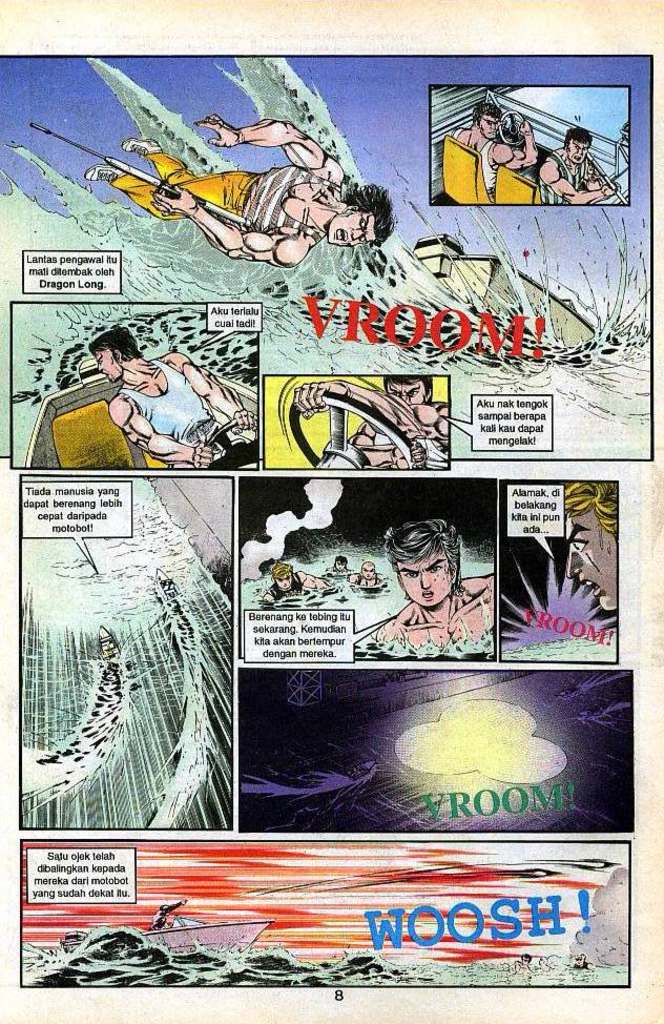 Lantas pengawal itu
mati ditembak oleh
Dragon Long.
VROOM!
Aku terlalu
cuai tadi!
Aku nak tengok
sampai berapa
kali kau dapat
mengelak!
Tiada manusia yang
dapat berenang lebih
cepat daripada
motobot!
Berenang ke tebing itu
sekarang. Kemudian
kita akan bertempur
dengan mereka.
Alamak, di
belakang
kita ini pun
ada...
VROOM!
VROOM!
Satu ojek telah
dibalingkan kepada
mereka dari motobot
yang sudah dekat itu.
WOOSH!
8